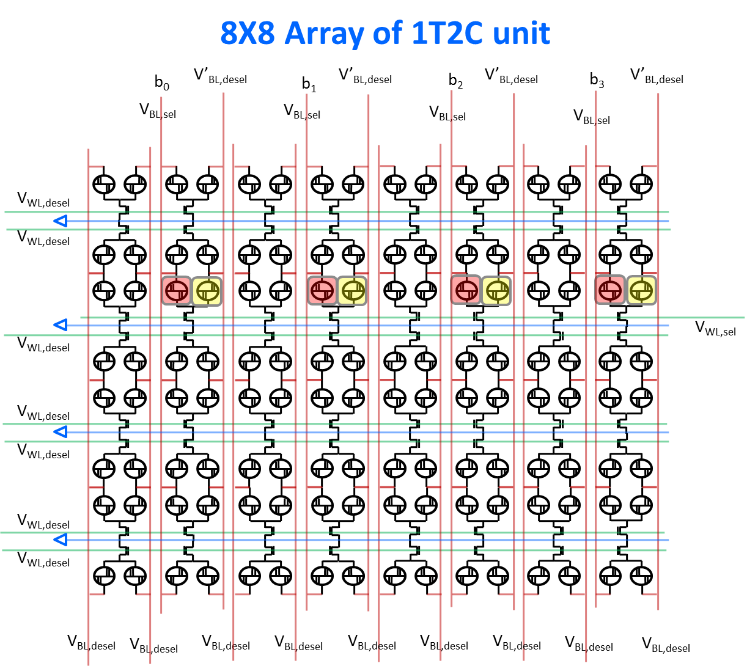 8X8 Array of 1T2C unit
b0 V'BL,desel b1 V'BL,desel b2 V'BL,desel b3 V'BL,desel
VBL,sel VBL,sel VBL,sel VBL,sel
VWL,desel
VWL,desel
VWL,sel
VWL,desel
VWL,desel
VWL,desel
VWL,desel
VWL,desel
VBL,desel VBL,desel VBL,desel VBL,desel VBL,desel VBL,desel VBL,desel VBL,desel VBL,desel